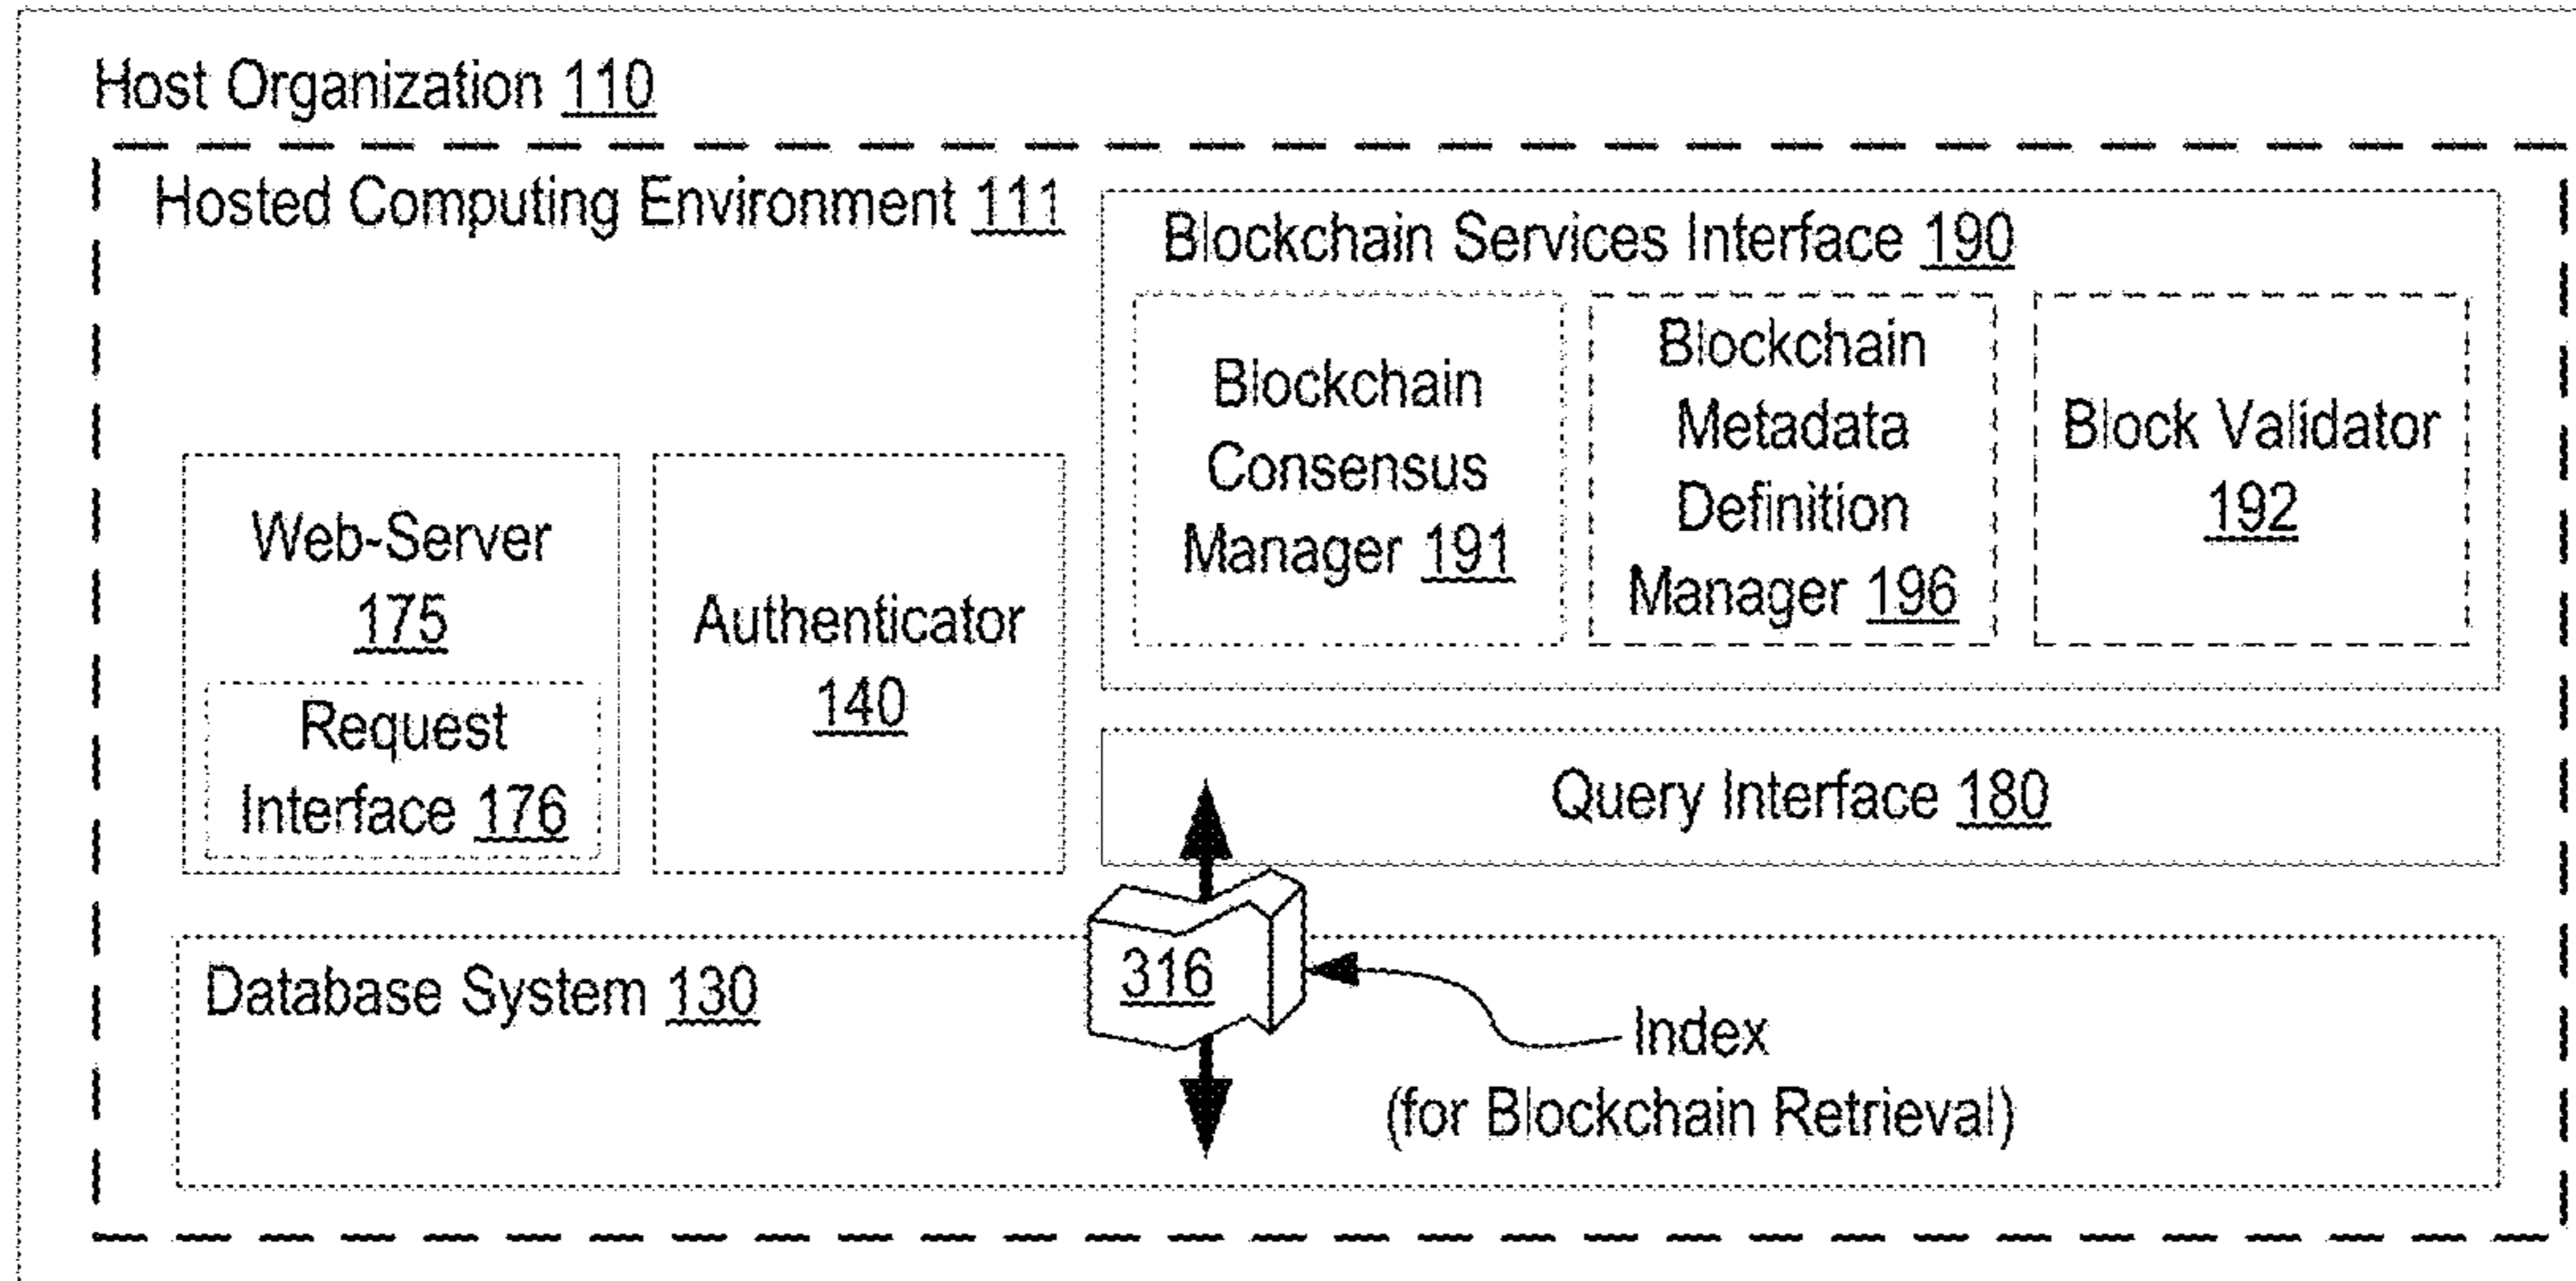 Host Organization 110
Hosted Computing Environment 111
Blockchain Services Interface 190
Blockchain
Consensus
Manager 191
Blockchain
Metadata
Definition
Manager 196
Block Validator
192
Web-Server
175
Request
Interface 176
Authenticator
140
Query Interface 180
Database System 130
316
Index
(for Blockchain Retrieval)